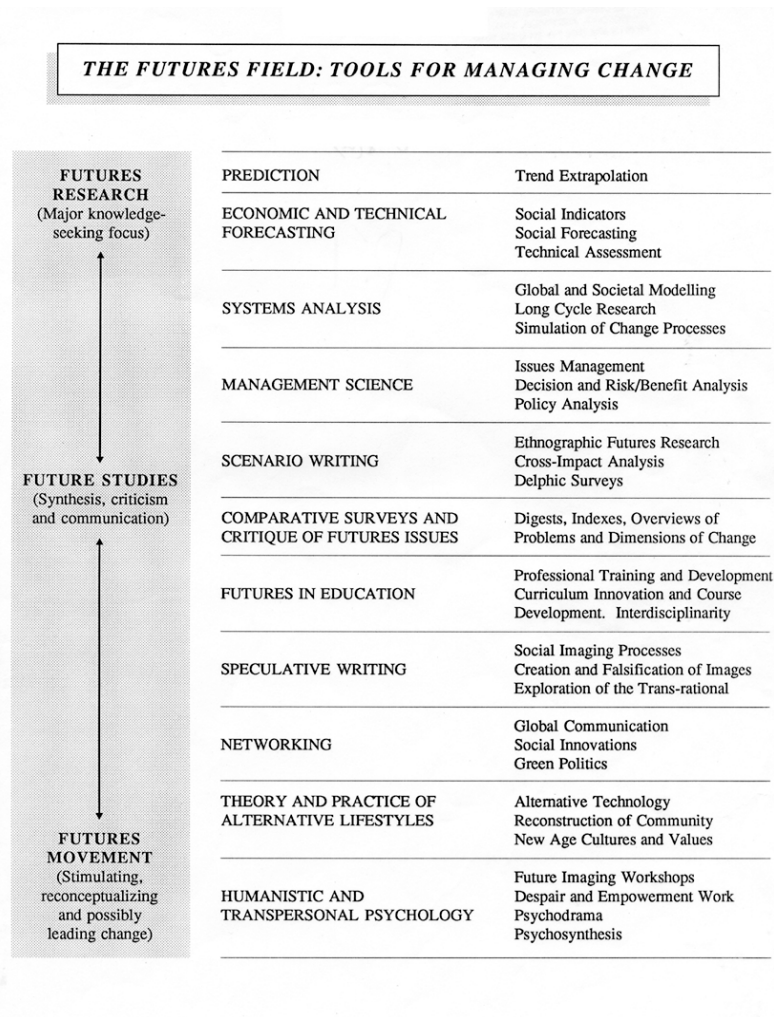 THE FUTURES FIELD: TOOLS FOR MANAGING CHANGE
FUTURES
RESEARCH
(Major knowledge-
seeking focus)
FUTURE STUDIES
(Synthesis, criticism
and communication)
FUTURES
MOVEMENT
(Stimulating,
reconceptualizing
and possibly
leading change)
PREDICTION
Trend Extrapolation
ECONOMIC AND TECHNICAL
FORECASTING
Social Indicators
Social Forecasting
Technical Assessment
SYSTEMS ANALYSIS
Global and Societal Modelling
Long Cycle Research
Simulation of Change Processes
MANAGEMENT SCIENCE
Issues Management
Decision and Risk/Benefit Analysis
Policy Analysis
SCENARIO WRITING
Ethnographic Futures Research
Cross-Impact Analysis
Delphic Surveys
COMPARATIVE SURVEYS AND
CRITIQUE OF FUTURES ISSUES
Digests, Indexes, Overviews of
Problems and Dimensions of Change
FUTURES IN EDUCATION
Professional Training and Development
Curriculum Innovation and Course
Development. Interdisciplinarity
SPECULATIVE WRITING
Social Imaging Processes
Creation and Falsification of Images
Exploration of the Trans-rational
NETWORKING
Global Communication
Social Innovations
Green Politics
THEORY AND PRACTICE OF
ALTERNATIVE LIFESTYLES
Alternative Technology
Reconstruction of Community
New Age Cultures and Values
HUMANISTIC AND
TRANSPERSONAL PSYCHOLOGY
Future Imaging Workshops
Despair and Empowerment Work
Psychodrama
Psychosynthesis